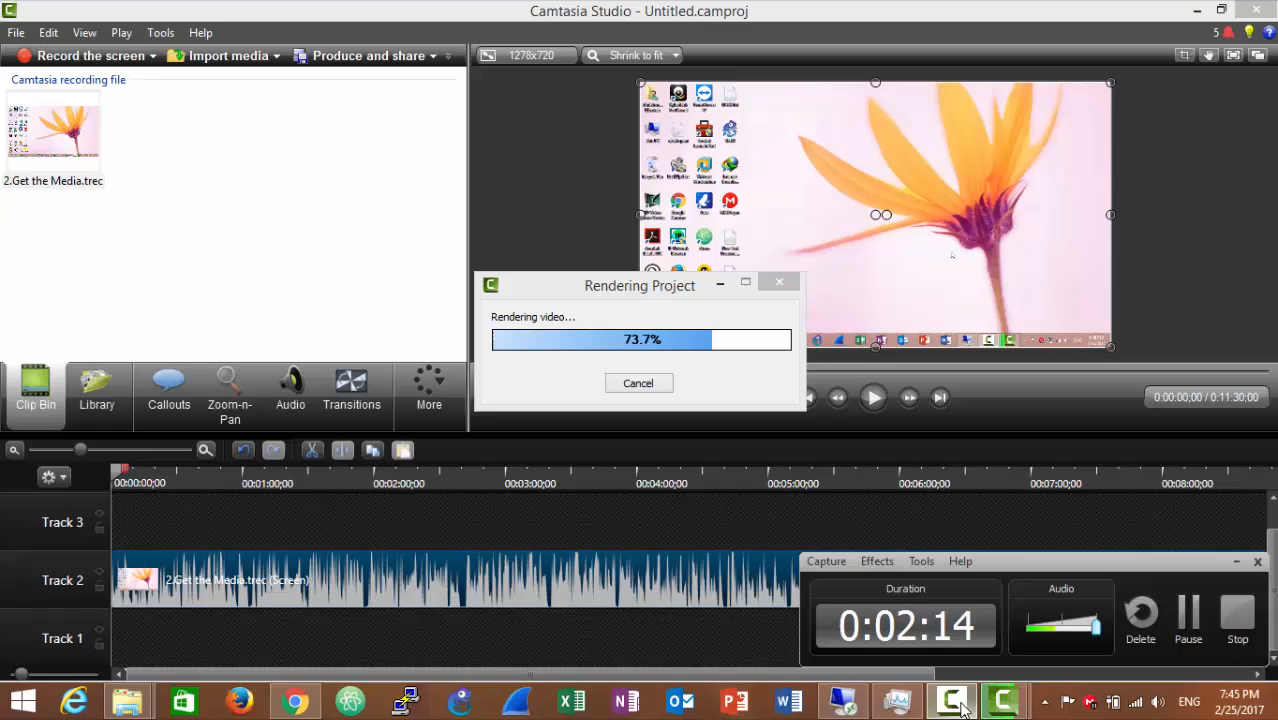 Camtasia Studio - Untitled.camproj
File Edit View Play Tools Help
5
Record the screen Import media Produce and share
1278x720 Shrink to fit
Camtasia recording file
2.Get the Media.trec
Rendering Project
Rendering video...
73.7%
Cancel
Clip Bin Library Callouts Zoom-n-Pan Audio Transitions More
0:00:00;00 / 0:11:30;00
00:00:00;00 00:01:00;00 00:02:00;00 00:03:00;00 00:04:00;00 00:05:00;00 00:06:00;00 00:07:00;00 00:08:00;00
Track 3
Track 2
2.Get the Media.trec (Screen)
Track 1
Capture Effects Tools Help
Duration
0:02:14
Audio
Delete Pause Stop
ENG
7:45 PM
2/25/2017